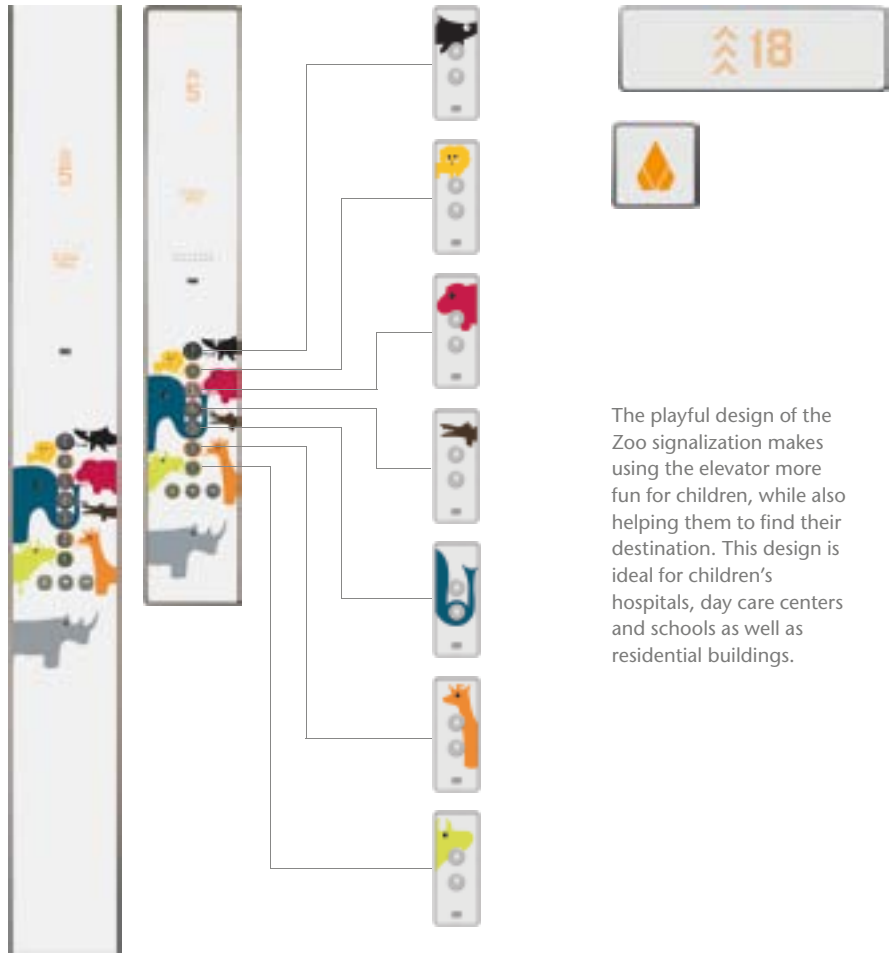 5
5
18
The playful design of the
Zoo signalization makes
using the elevator more
fun for children, while also
helping them to find their
destination. This design is
ideal for children’s
hospitals, day care centers
and schools as well as
residential buildings.